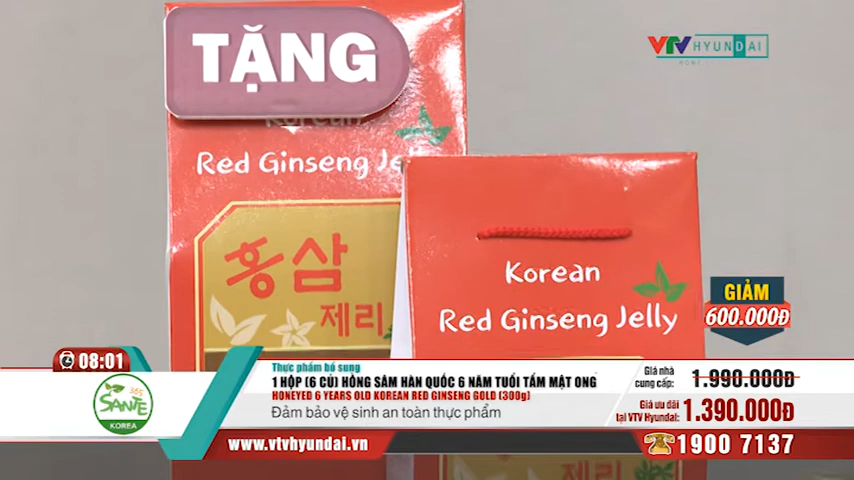 TẶNG
VTV HYUNDAI
Korean
Red Ginseng Jelly
홍삼
제리
Korean
Red Ginseng Jelly
GIẢM
600.000Đ
08:01
Thực phẩm bổ sung
1 HỘP (6 CỦ) HỒNG SÂM HÀN QUỐC 6 NĂM TUỔI TẨM MẬT ONG
HONEYED 6 YEARS OLD KOREAN RED GINSENG GOLD (300g)
Đảm bảo vệ sinh an toàn thực phẩm
365
SANTE
KOREA
Giá nhà
cung cấp: 1.990.000Đ
Giá ưu đãi
tại VTV Hyundai: 1.390.000Đ
www.vtvhyundai.vn
1900 7137